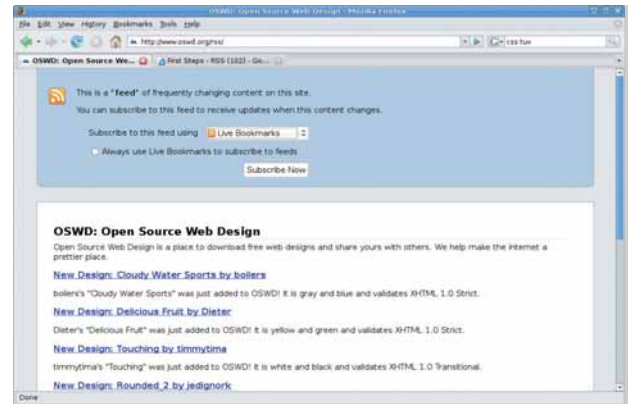 OSWD: Open Source Web Design - Mozilla Firefox
File Edit View History Bookmarks Tools Help
http://www.oswd.org/rss/
OSWD: Open Source We...
First Steps - RSS (102) - Ge...
This is a "feed" of frequently changing content on this site.
You can subscribe to this feed to receive updates when this content changes.
Subscribe to this feed using Live Bookmarks
Always use Live Bookmarks to subscribe to feeds
Subscribe Now
OSWD: Open Source Web Design
Open Source Web Design is a place to download free web designs and share yours with others. We help make the internet a
prettier place.
New Design: Cloudy Water Sports by boilers
boilers's "Cloudy Water Sports" was just added to OSWD! It is gray and blue and validates XHTML 1.0 Strict.
New Design: Delicious Fruit by Dieter
Dieter's "Delicious Fruit" was just added to OSWD! It is yellow and green and validates XHTML 1.0 Strict.
New Design: Touching by timmytima
timmytima's "Touching" was just added to OSWD! It is white and black and validates XHTML 1.0 Transitional.
New Design: Rounded_2 by jedignork
Done